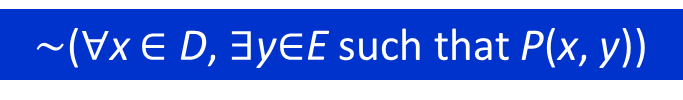 ~(∀x ∈ D, ∃y∈E such that P(x, y))